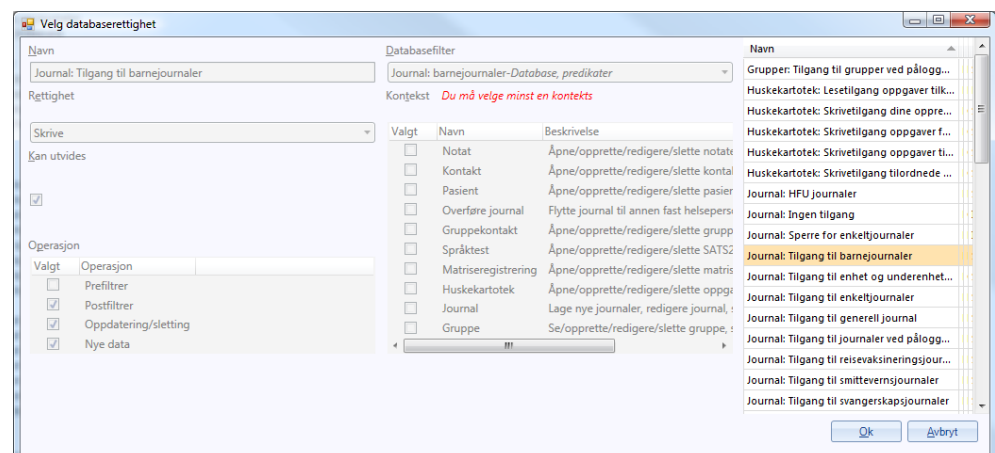 Velg databaserettighet
Navn
Journal: Tilgang til barnejournaler
Rettighet
Skrive
Kan utvides
Operasjon
Valgt Operasjon
Prefiltrer
Postfiltrer
Oppdatering/sletting
Nye data
Databasefilter
Journal: barnejournaler-Database, predikater
Kontekst Du må velge minst en kontekts
Valgt Navn Beskrivelse
Notat Åpne/opprette/redigere/slette notate
Kontakt Åpne/opprette/redigere/slette kontal
Pasient Åpne/opprette/redigere/slette pasier
Overføre journal Flytte journal til annen fast helseperso
Gruppekontakt Åpne/opprette/redigere/slette grupp
Språktest Åpne/opprette/redigere/slette SATS2
Matriseregistrering Åpne/opprette/redigere/slette matris
Huskekartotek Åpne/opprette/redigere/slette oppga
Journal Lage nye journaler, redigere journal, s
Gruppe Se/opprette/redigere/slette gruppe, s
Navn
Grupper: Tilgang til grupper ved pålogg...
Huskekartotek: Lesetilgang oppgaver tilk...
Huskekartotek: Skrivetilgang dine oppre...
Huskekartotek: Skrivetilgang oppgaver f...
Huskekartotek: Skrivetilgang oppgaver ti...
Huskekartotek: Skrivetilgang tilordnede ...
Journal: HFU journaler
Journal: Ingen tilgang
Journal: Sperre for enkeltjournaler
Journal: Tilgang til barnejournaler
Journal: Tilgang til enhet og underenhet...
Journal: Tilgang til enkeltjournaler
Journal: Tilgang til generell journal
Journal: Tilgang til journaler ved pålogg...
Journal: Tilgang til reisevaksineringsjour...
Journal: Tilgang til smittevernsjournaler
Journal: Tilgang til svangerskapsjournaler
Ok Avbryt